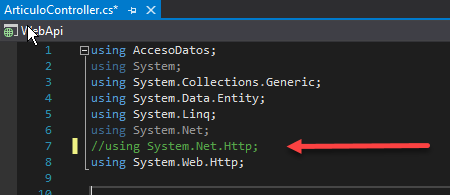 ArticuloController.cs*
WebApi
1 using AccesoDatos;
2 using System;
3 using System.Collections.Generic;
4 using System.Data.Entity;
5 using System.Linq;
6 using System.Net;
7 //using System.Net.Http;
8 using System.Web.Http;
9
10